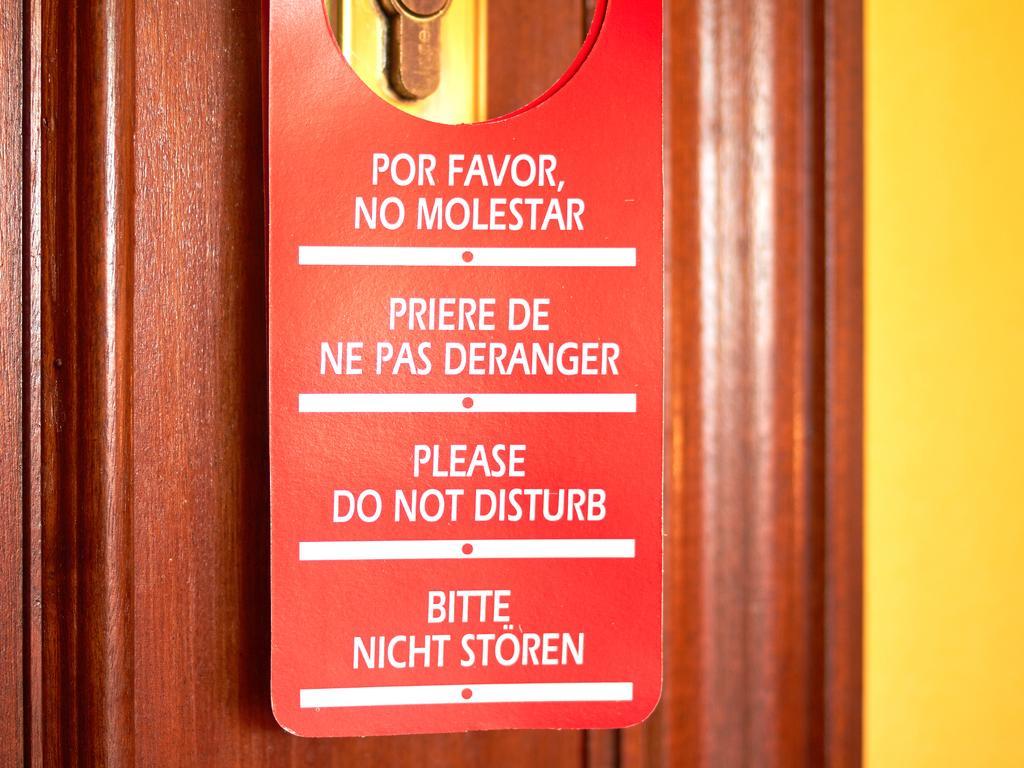 POR FAVOR,
NO MOLESTAR
PRIERE DE
NE PAS DERANGER
PLEASE
DO NOT DISTURB
BITTE
NICHT STÖREN